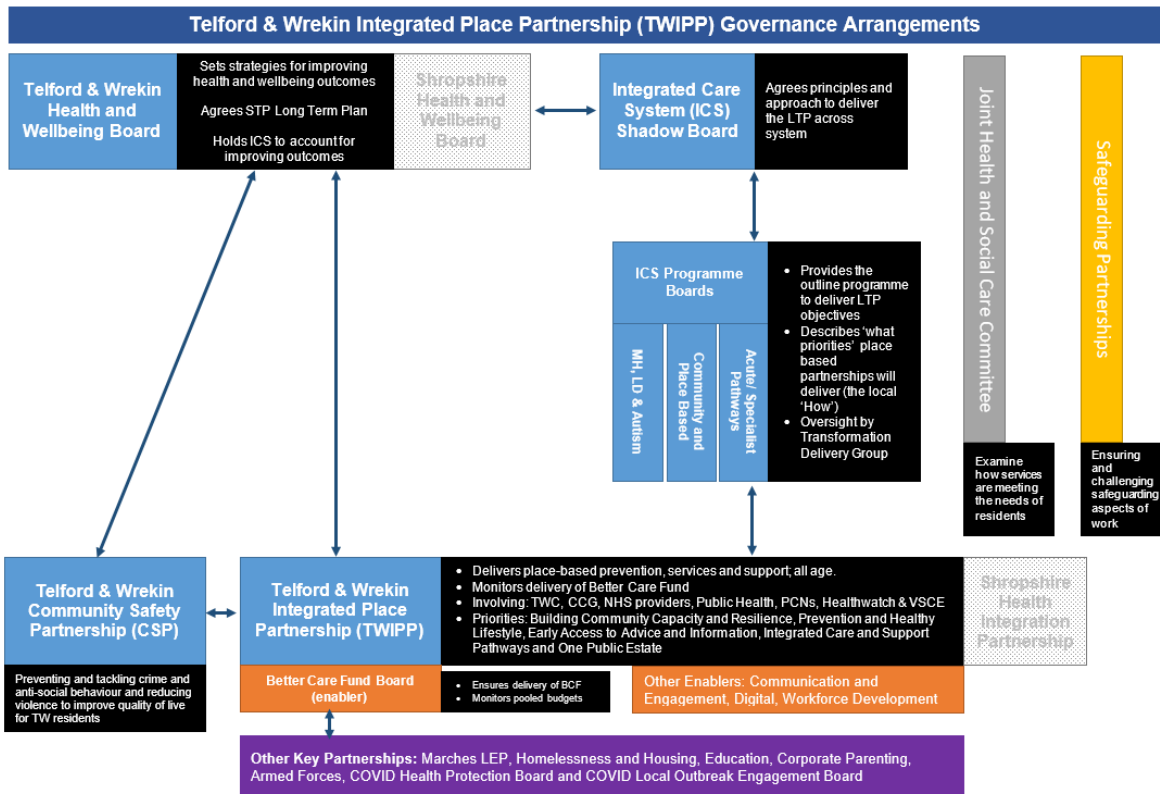 Telford & Wrekin Integrated Place Partnership (TWIPP) Governance Arrangements
Telford & Wrekin
Health and
Wellbeing Board
Sets strategies for improving
health and wellbeing outcomes
Agrees STP Long Term Plan
Holds ICS to account for
improving outcomes
Shropshire
Health and
Wellbeing
Board
Integrated Care
System (ICS)
Shadow Board
Agrees principles and
approach to deliver
the LTP across
system
Joint Health and Social Care Committee
Examine
how services
are meeting
the needs of
residents
Safeguarding Partnerships
Ensuring
and
challenging
safeguarding
aspects of
work
ICS Programme
Boards
MH, LD & Autism
Community and
Place Based
Acute/ Specialist
Pathways
• Provides the
outline programme
to deliver LTP
objectives
• Describes ‘what
priorities’ place
based
partnerships will
deliver (the local
‘How’)
• Oversight by
Transformation
Delivery Group
Telford & Wrekin
Community Safety
Partnership (CSP)
Preventing and tackling crime and
anti-social behaviour and reducing
violence to improve quality of live
for TW residents
Telford & Wrekin
Integrated Place
Partnership (TWIPP)
• Delivers place-based prevention, services and support; all age.
• Monitors delivery of Better Care Fund
• Involving: TWC, CCG, NHS providers, Public Health, PCNs, Healthwatch & VSCE
• Priorities: Building Community Capacity and Resilience, Prevention and Healthy
Lifestyle, Early Access to Advice and Information, Integrated Care and Support
Pathways and One Public Estate
Shropshire
Health
Integration
Partnership
Better Care Fund Board
(enabler)
• Ensures delivery of BCF
• Monitors pooled budgets
Other Enablers: Communication and
Engagement, Digital, Workforce Development
Other Key Partnerships: Marches LEP, Homelessness and Housing, Education, Corporate Parenting,
Armed Forces, COVID Health Protection Board and COVID Local Outbreak Engagement Board